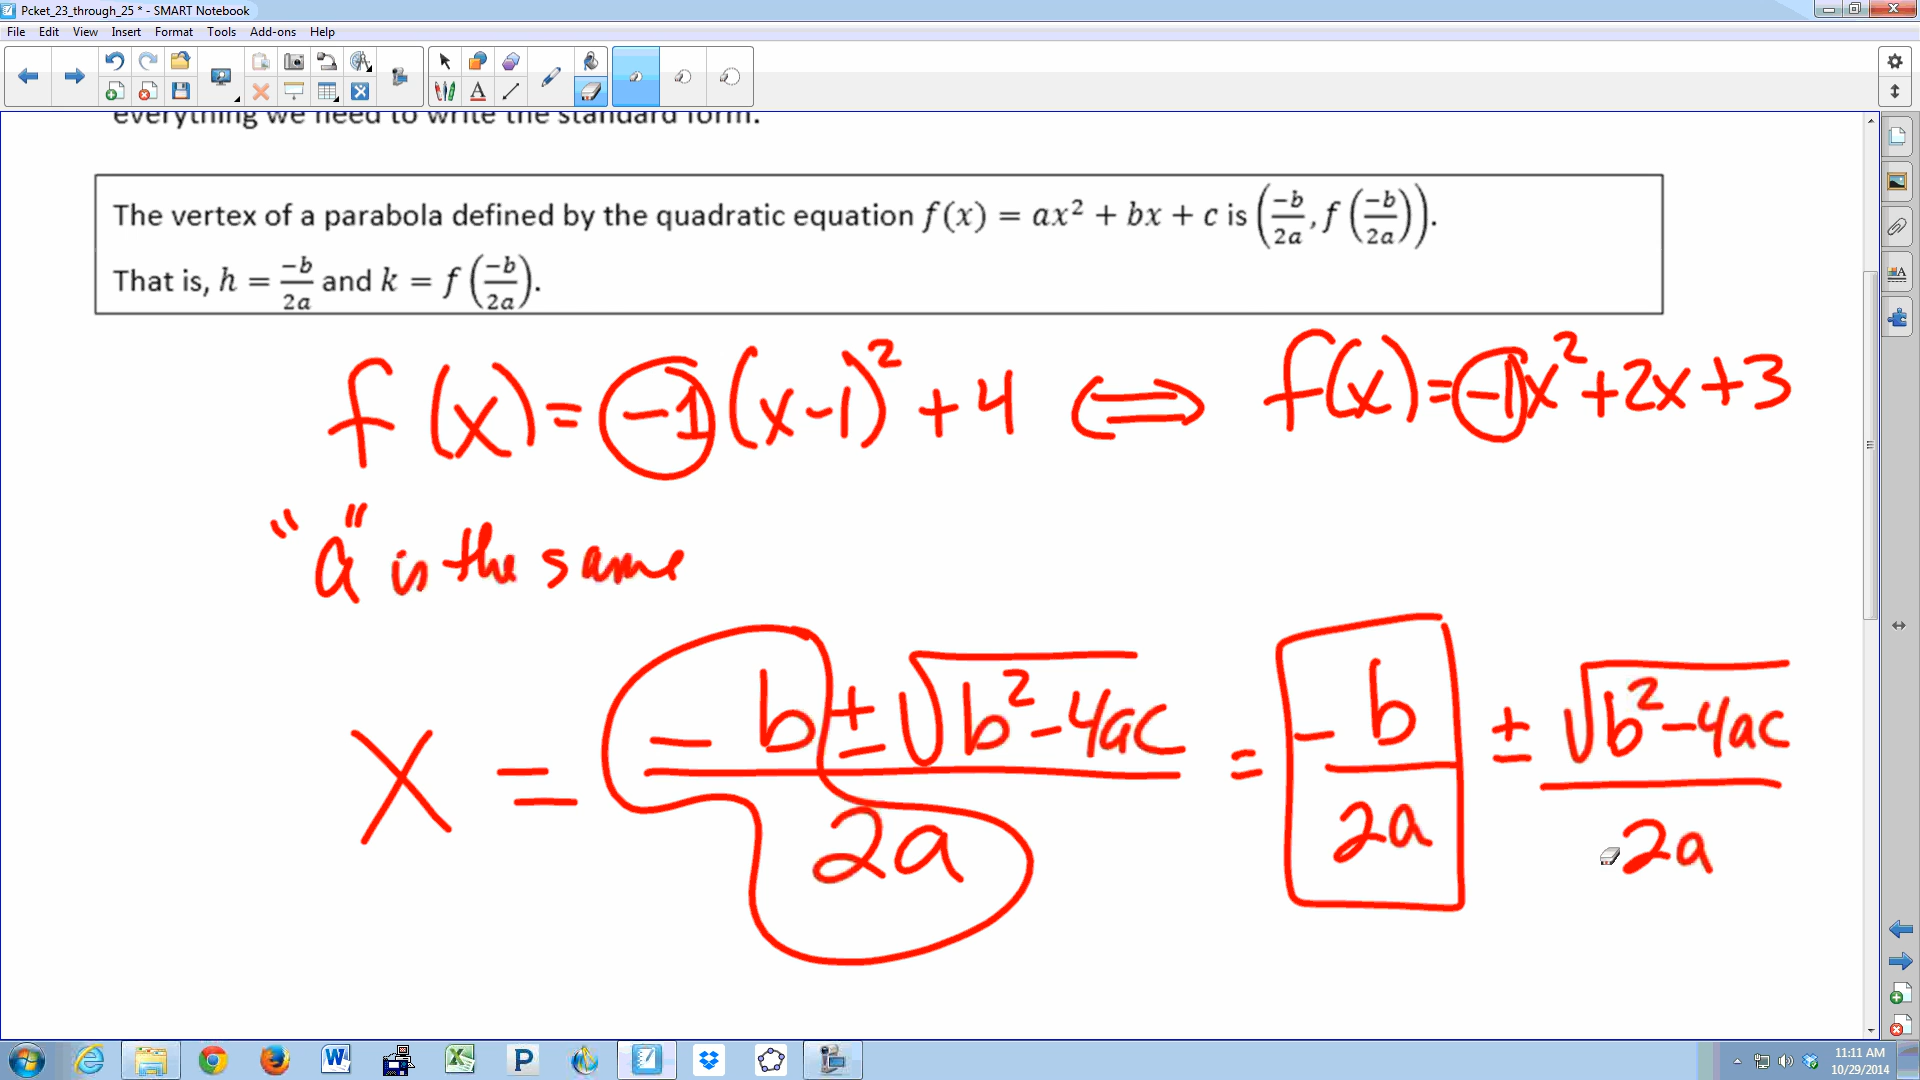 Pcket_23_through_25 * - SMART Notebook
File Edit View Insert Format Tools Add-ons Help
everything we need to write the standard form.
The vertex of a parabola defined by the quadratic equation f(x) = ax² + bx + c is (-b/2a, f(-b/2a)).
That is, h = -b/2a and k = f(-b/2a).
f(x) = -1(x-1)² + 4 ⟺ f(x) = -1x² + 2x + 3
"a" is the same
x = (-b ± √(b² - 4ac))/2a = -b/2a ± √(b² - 4ac)/2a
11:11 AM
10/29/2014